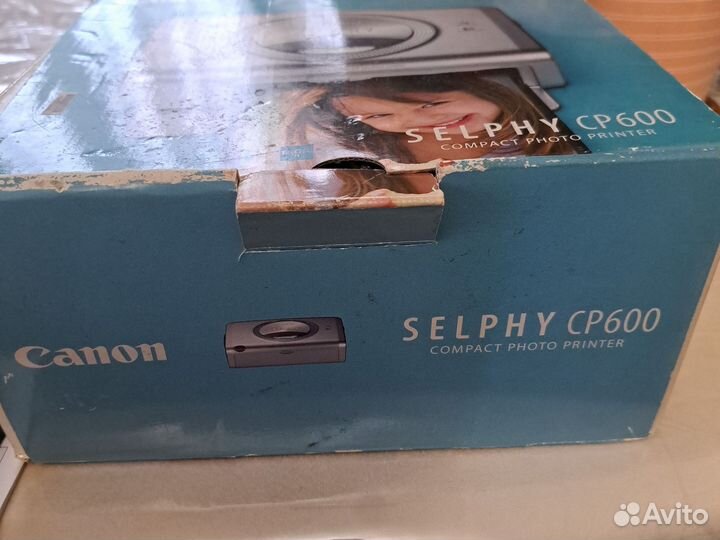 SELPHY CP600
COMPACT PHOTO PRINTER
Canon
SELPHY CP600
COMPACT PHOTO PRINTER
Avito